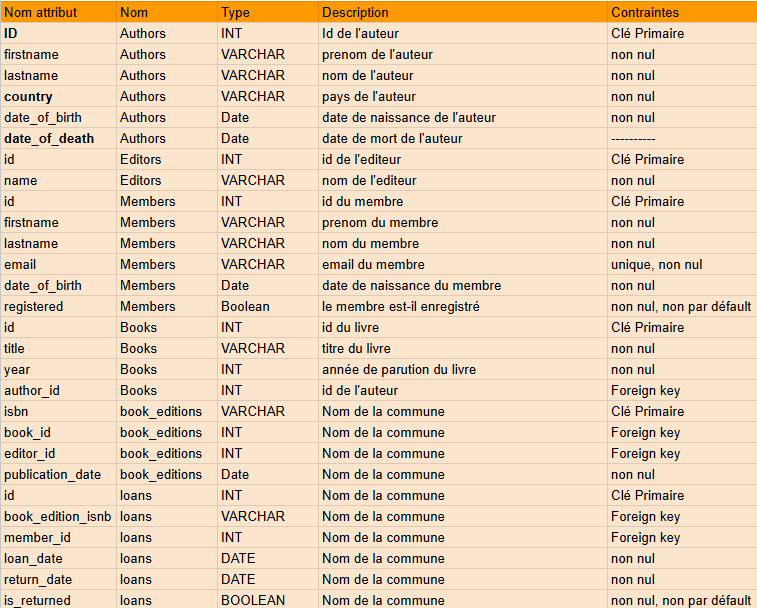 Nom attribut Nom Type Description Contraintes
ID Authors INT Id de l'auteur Clé Primaire
firstname Authors VARCHAR prenom de l'auteur non nul
lastname Authors VARCHAR nom de l'auteur non nul
country Authors VARCHAR pays de l'auteur non nul
date_of_birth Authors Date date de naissance de l'auteur non nul
date_of_death Authors Date date de mort de l'auteur ----------
id Editors INT id de l'editeur Clé Primaire
name Editors VARCHAR nom de l'editeur non nul
id Members INT id du membre Clé Primaire
firstname Members VARCHAR prenom du membre non nul
lastname Members VARCHAR nom du membre non nul
email Members VARCHAR email du membre unique, non nul
date_of_birth Members Date date de naissance du membre non nul
registered Members Boolean le membre est-il enregistré non nul, non par défault
id Books INT id du livre Clé Primaire
title Books VARCHAR titre du livre non nul
year Books INT année de parution du livre non nul
author_id Books INT id de l'auteur Foreign key
isbn book_editions VARCHAR Nom de la commune Clé Primaire
book_id book_editions INT Nom de la commune Foreign key
editor_id book_editions INT Nom de la commune Foreign key
publication_date book_editions Date Nom de la commune non nul
id loans INT Nom de la commune Clé Primaire
book_edition_isnb loans VARCHAR Nom de la commune Foreign key
member_id loans INT Nom de la commune Foreign key
loan_date loans DATE Nom de la commune non nul
return_date loans DATE Nom de la commune non nul
is_returned loans BOOLEAN Nom de la commune non nul, non par défault